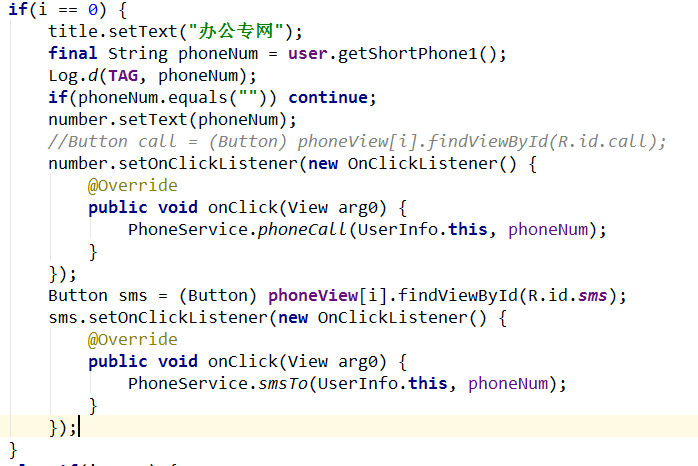 if(i == 0) {
title.setText("办公专网");
final String phoneNum = user.getShortPhone1();
Log.d(TAG, phoneNum);
if(phoneNum.equals("")) continue;
number.setText(phoneNum);
//Button call = (Button) phoneView[i].findViewById(R.id.call);
number.setOnClickListener(new OnClickListener() {
@Override
public void onClick(View arg0) {
PhoneService.phoneCall(UserInfo.this, phoneNum);
}
});
Button sms = (Button) phoneView[i].findViewById(R.id.sms);
sms.setOnClickListener(new OnClickListener() {
@Override
public void onClick(View arg0) {
PhoneService.smsTo(UserInfo.this, phoneNum);
}
});
}